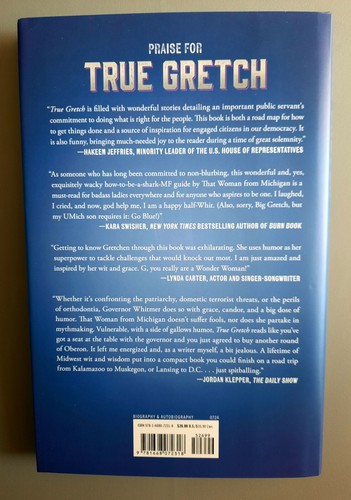 PRAISE FOR
TRUE GRETCH
"True Gretch is filled with wonderful stories detailing an important public servant's
commitment to doing what is right for the people. This book is both a road map for how
to get things done and a source of inspiration for engaged citizens in our democracy. It
is also funny, bringing much-needed joy to the reader during a time of great solemnity."
—HAKEEM JEFFRIES, MINORITY LEADER OF THE U.S. HOUSE OF REPRESENTATIVES
"As someone who has long been committed to non-blurbing, this wonderful and, yes,
exquisitely wacky how-to-be-a-shark-MF guide by That Woman from Michigan is a
must-read for badass ladies everywhere and for anyone who aspires to be one. I laughed,
I cried, and now, god help me, I am a happy half-Whit. (Also, sorry, Big Gretch, but
my UMich son requires it: Go Blue!)"
—KARA SWISHER, NEW YORK TIMES BESTSELLING AUTHOR OF BURN BOOK
"Getting to know Gretchen through this book was exhilarating. She uses humor as her
superpower to tackle challenges that would knock out most. I am just amazed and
inspired by her wit and grace. G, you really are a Wonder Woman!"
—LYNDA CARTER, ACTOR AND SINGER-SONGWRITER
"Whether it's confronting the patriarchy, domestic terrorist threats, or the perils
of orthodontia, Governor Whitmer does so with grace, candor, and a big dose of
humor. That Woman from Michigan doesn't suffer fools, nor does she partake in
mythmaking. Vulnerable, with a side of gallows humor, True Gretch reads like you've
got a seat at the table with the governor and you just agreed to buy another round
of Oberon. It left me energized and, as a writer myself, a bit jealous. A lifetime of
Midwest wit and wisdom put into a compact book you could finish on a road trip
from Kalamazoo to Muskegon, or Lansing to D.C. . . . just spitballing."
—JORDAN KLEPPER, THE DAILY SHOW
BIOGRAPHY & AUTOBIOGRAPHY 0724